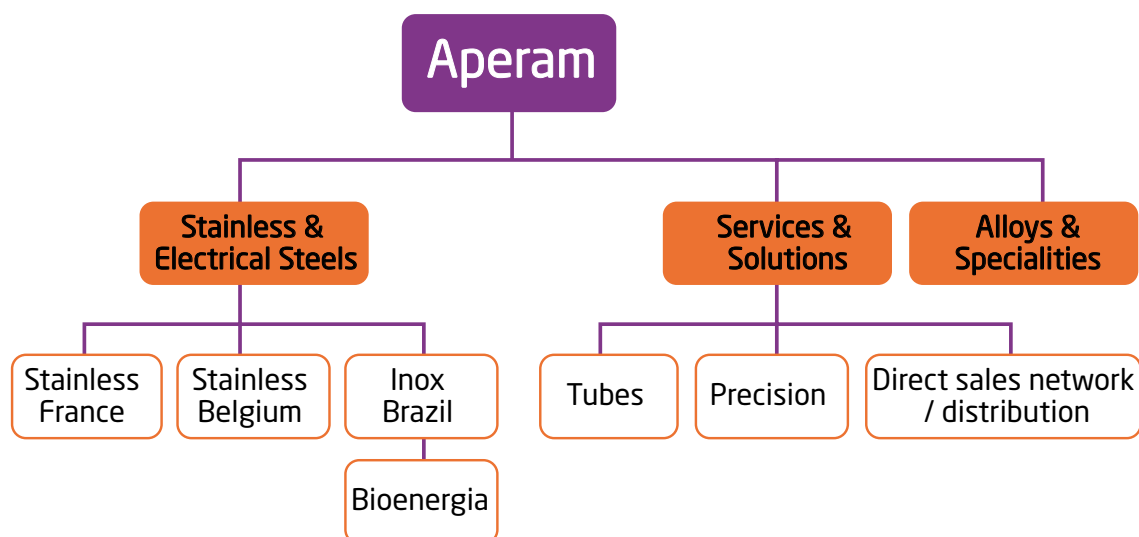 Aperam
Stainless &
Electrical Steels
Services &
Solutions
Alloys &
Specialities
Stainless
France
Stainless
Belgium
Inox
Brazil
Tubes
Precision
Direct sales network
/ distribution
Bioenergia